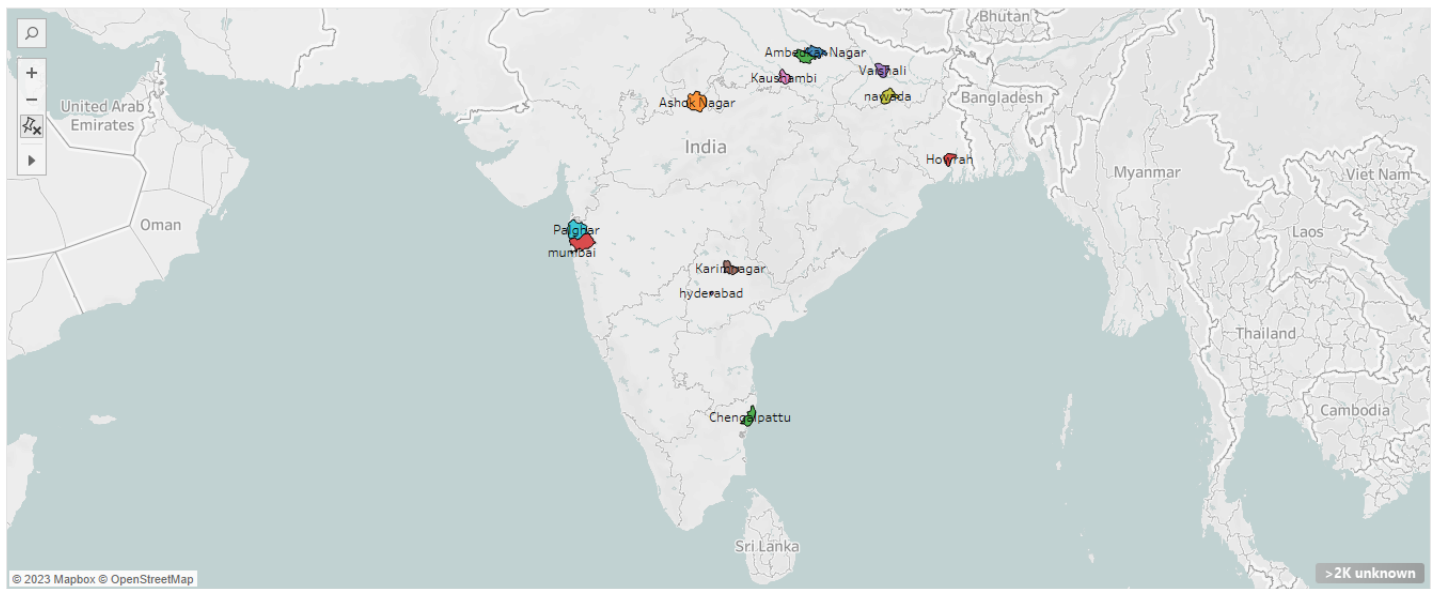 Bhutan
Ambedkar Nagar
Vaishali
Kaushambi
nawada
Bangladesh
Ashok Nagar
United Arab
Emirates
India
Howrah
Myanmar
Viet Nam
Oman
Laos
Palghar
mumbai
Karimnagar
hyderabad
Thailand
Chengalpattu
Cambodia
Sri Lanka
© 2023 Mapbox © OpenStreetMap
>2K unknown